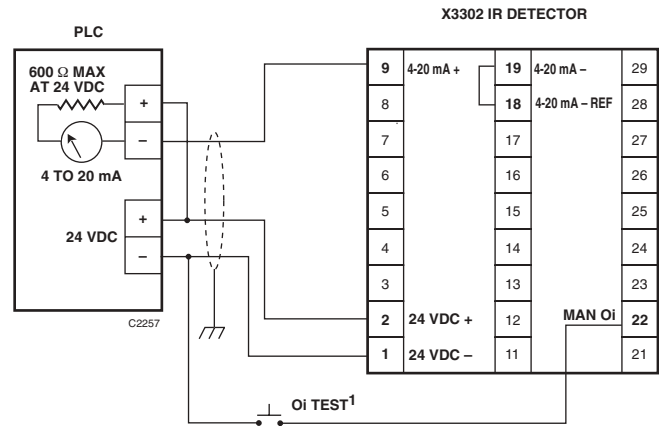 X3302 IR DETECTOR
PLC
600 Ω MAX
AT 24 VDC
+
–
4 TO 20 mA
+
24 VDC
–
C2257
9 4-20 mA + 19 4-20 mA – 29
8 18 4-20 mA – REF 28
7 17 27
6 16 26
5 15 25
4 14 24
3 13 23
2 24 VDC + 12 MAN Oi 22
1 24 VDC – 11 21
Oi TEST1